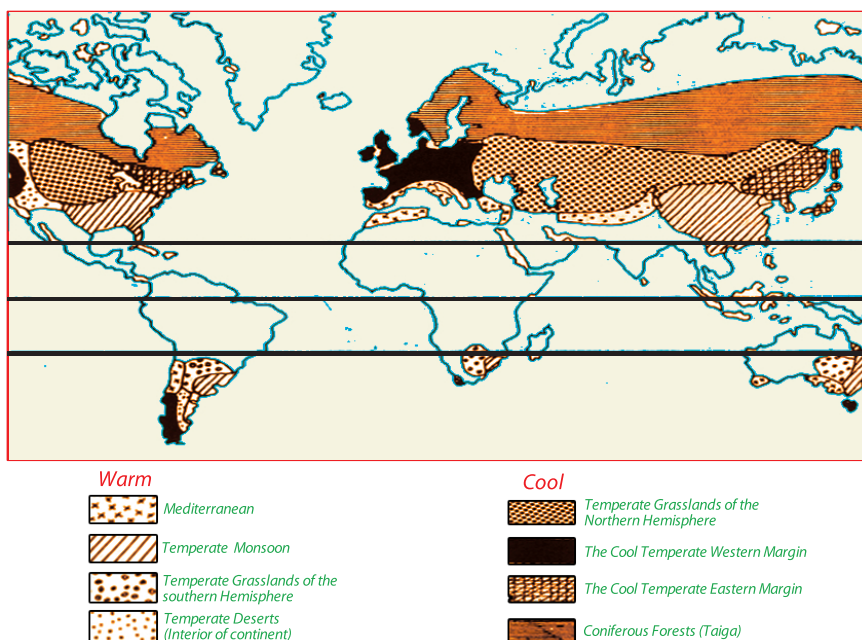 Warm
Mediterranean
Temperate Monsoon
Temperate Grasslands of the
southern Hemisphere
Temperate Deserts
(Interior of continent)
Cool
Temperate Grasslands of the
Northern Hemisphere
The Cool Temperate Western Margin
The Cool Temperate Eastern Margin
Coniferous Forests (Taiga)